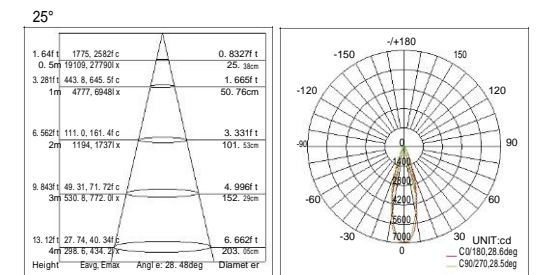 25°
1. 64ft 1775, 2582fc 0. 8327ft
0. 5m 19109, 27790lx 25. 38cm
3. 281ft 443. 8, 645. 5fc 1. 665ft
1m 4777, 6948lx 50. 76cm
6. 562ft 111. 0, 161. 4fc 3. 331ft
2m 1194, 1737lx 101. 53cm
9. 843ft 49. 31, 71. 72fc 4. 996ft
3m 530. 8, 772. 0lx 152. 29cm
13. 12ft 27. 74, 40. 34fc 6. 662ft
4m 298. 6, 434. 2lx 203. 05cm
Height Eavg, Emax Angle: 28. 48deg Diameter
-/+180
-150 150
-120 120
-90 90
-60 60
-30 30
0
1400
2800
4200
5600
7000
0
UNIT:cd
C0/180,28.6deg
C90/270,28.5deg